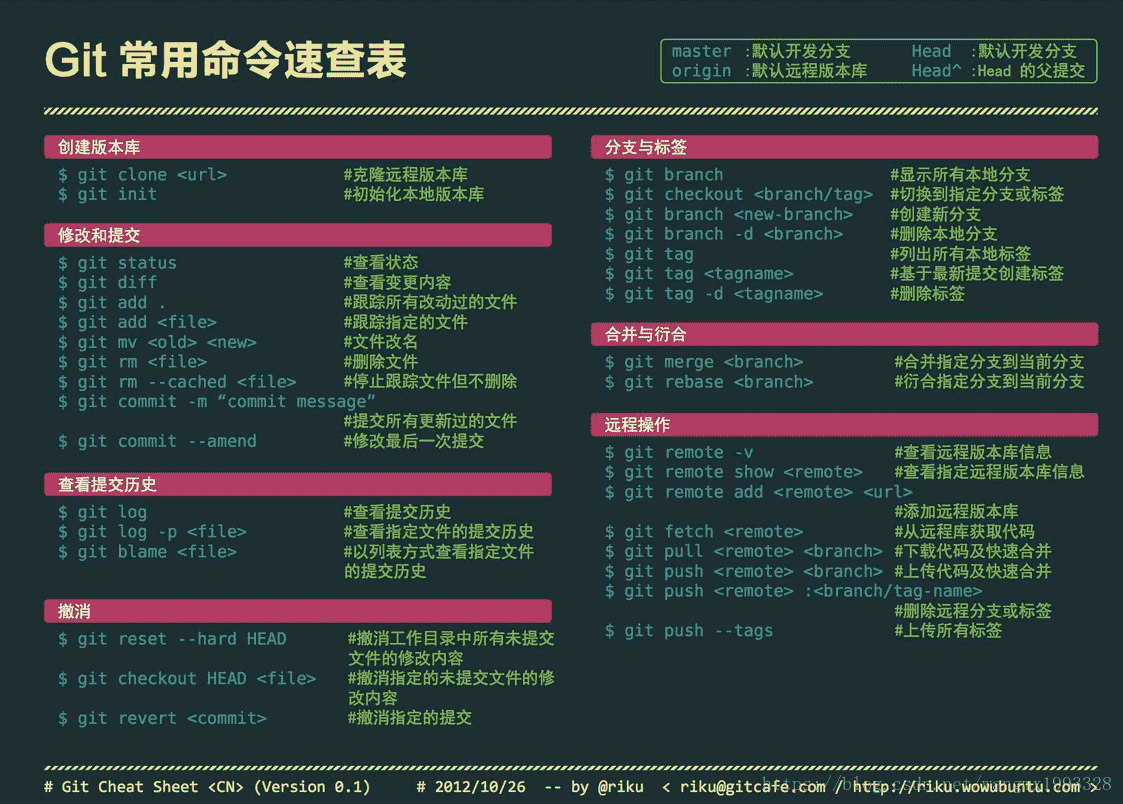 Git 常用命令速查表
master :默认开发分支 Head :默认开发分支
origin :默认远程版本库 Head^ :Head 的父提交
创建版本库
$ git clone <url> #克隆远程版本库
$ git init #初始化本地版本库
修改和提交
$ git status #查看状态
$ git diff #查看变更内容
$ git add . #跟踪所有改动过的文件
$ git add <file> #跟踪指定的文件
$ git mv <old> <new> #文件改名
$ git rm <file> #删除文件
$ git rm --cached <file> #停止跟踪文件但不删除
$ git commit -m “commit message”
#提交所有更新过的文件
$ git commit --amend #修改最后一次提交
查看提交历史
$ git log #查看提交历史
$ git log -p <file> #查看指定文件的提交历史
$ git blame <file> #以列表方式查看指定文件
的提交历史
撤消
$ git reset --hard HEAD #撤消工作目录中所有未提交
文件的修改内容
$ git checkout HEAD <file> #撤消指定的未提交文件的修
改内容
$ git revert <commit> #撤消指定的提交
分支与标签
$ git branch #显示所有本地分支
$ git checkout <branch/tag> #切换到指定分支或标签
$ git branch <new-branch> #创建新分支
$ git branch -d <branch> #删除本地分支
$ git tag #列出所有本地标签
$ git tag <tagname> #基于最新提交创建标签
$ git tag -d <tagname> #删除标签
合并与衍合
$ git merge <branch> #合并指定分支到当前分支
$ git rebase <branch> #衍合指定分支到当前分支
远程操作
$ git remote -v #查看远程版本库信息
$ git remote show <remote> #查看指定远程版本库信息
$ git remote add <remote> <url>
#添加远程版本库
$ git fetch <remote> #从远程库获取代码
$ git pull <remote> <branch> #下载代码及快速合并
$ git push <remote> <branch> #上传代码及快速合并
$ git push <remote> :<branch/tag-name>
#删除远程分支或标签
$ git push --tags #上传所有标签
# Git Cheat Sheet <CN> (Version 0.1) # 2012/10/26 -- by @riku < riku@gitcafe.com / http://riku.wowubuntu.com >